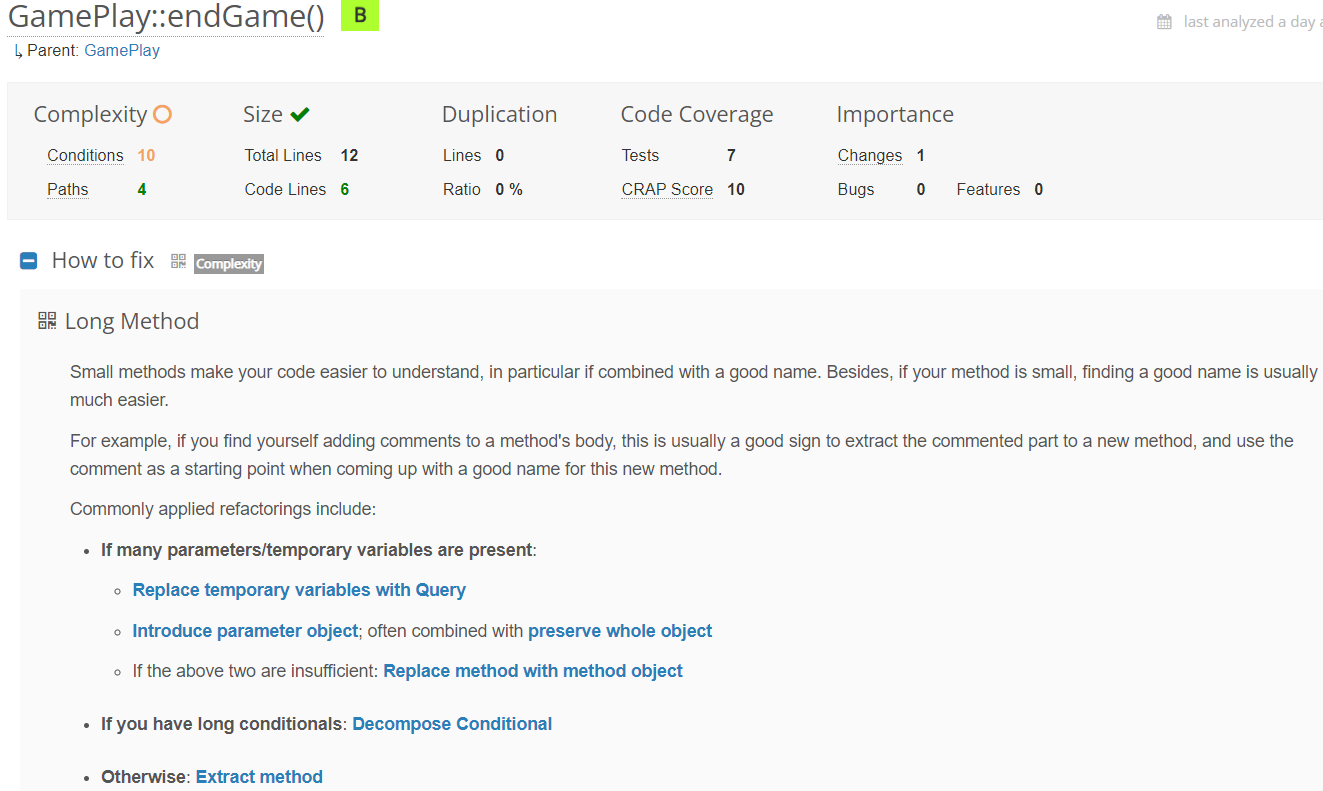 GamePlay::endGame() B
last analyzed a day
Parent: GamePlay
Complexity Size Duplication Code Coverage Importance
Conditions 10 Total Lines 12 Lines 0 Tests 7 Changes 1
Paths 4 Code Lines 6 Ratio 0 % CRAP Score 10 Bugs 0 Features 0
How to fix Complexity
Long Method
Small methods make your code easier to understand, in particular if combined with a good name. Besides, if your method is small, finding a good name is usually
much easier.
For example, if you find yourself adding comments to a method's body, this is usually a good sign to extract the commented part to a new method, and use the
comment as a starting point when coming up with a good name for this new method.
Commonly applied refactorings include:
If many parameters/temporary variables are present:
Replace temporary variables with Query
Introduce parameter object; often combined with preserve whole object
If the above two are insufficient: Replace method with method object
If you have long conditionals: Decompose Conditional
Otherwise: Extract method